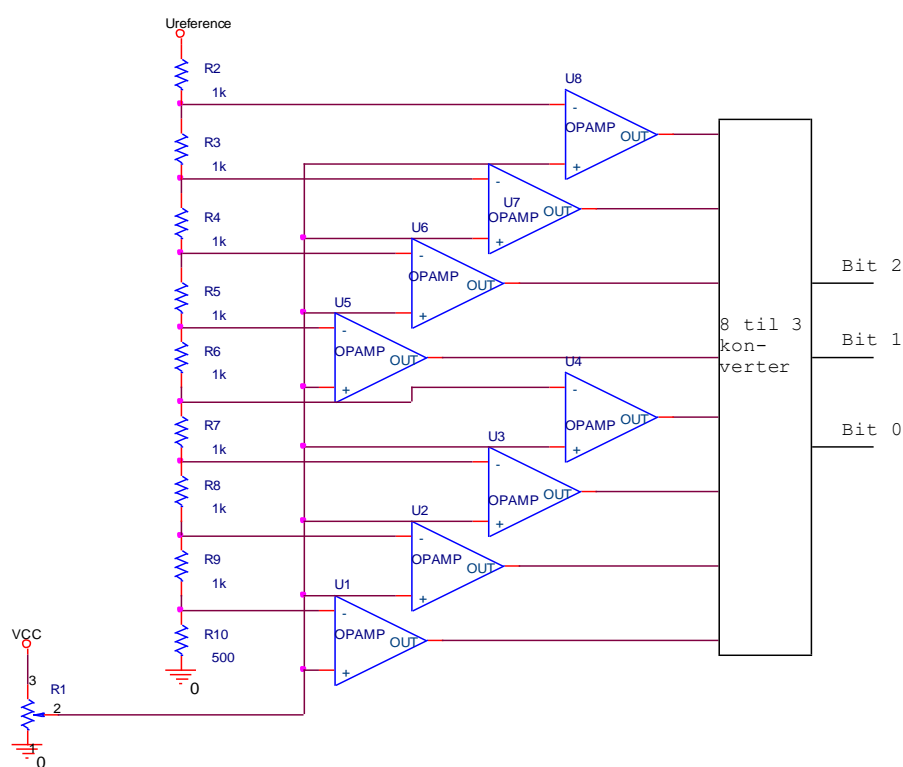 Ureference
R2
1k
R3
1k
R4
1k
R5
1k
R6
1k
R7
1k
R8
1k
R9
1k
R10
500
0
VCC
3
R1
2
1
0
U8
-
OPAMP
OUT
+
U7
-
OPAMP
OUT
+
U6
-
OPAMP
OUT
+
U5
-
OPAMP
OUT
+
U4
-
OPAMP
OUT
+
U3
-
OPAMP
OUT
+
U2
-
OPAMP
OUT
+
U1
-
OPAMP
OUT
+
8 til 3
kon-
verter
Bit 2
Bit 1
Bit 0